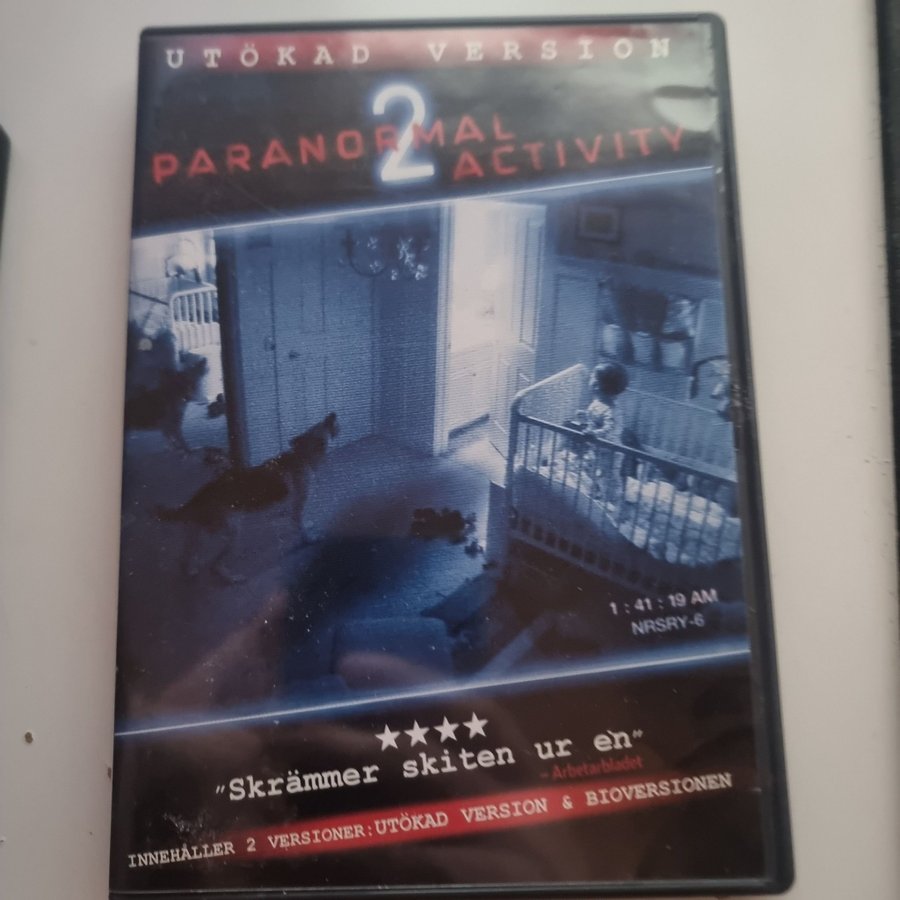 UTÖKAD VERSION
2
PARANORMAL
ACTIVITY
1 : 41 : 19 AM
NRSRY-6
★★★★
"Skrämmer skiten ur en"
- Arbetarbladet
INNEHÅLLER 2 VERSIONER: UTÖKAD VERSION & BIOVERSIONEN